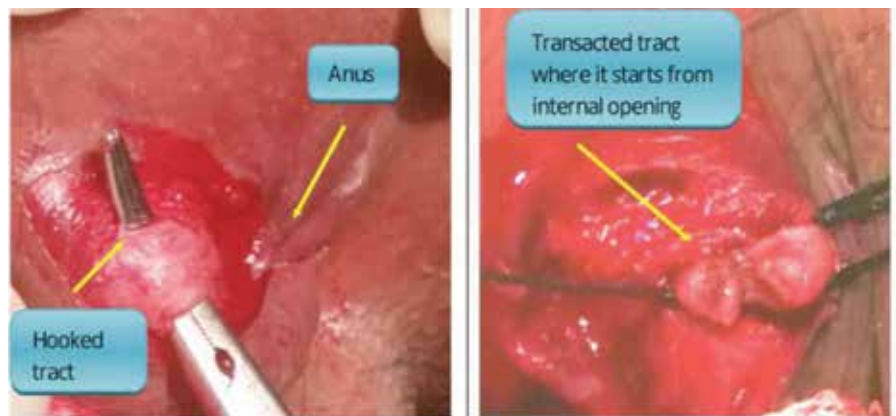 Anus
Hooked
tract
Transacted tract
where it starts from
internal opening